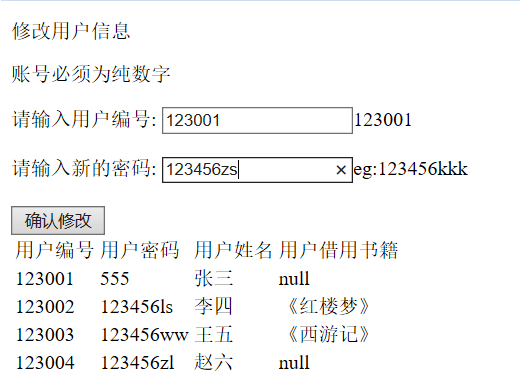 修改用户信息
账号必须为纯数字
请输入用户编号: 123001 123001
请输入新的密码: 123456zs ×eg:123456kkk
确认修改
用户编号 用户密码 用户姓名 用户借用书籍
123001 555 张三 null
123002 123456ls 李四 《红楼梦》
123003 123456ww 王五 《西游记》
123004 123456zl 赵六 null